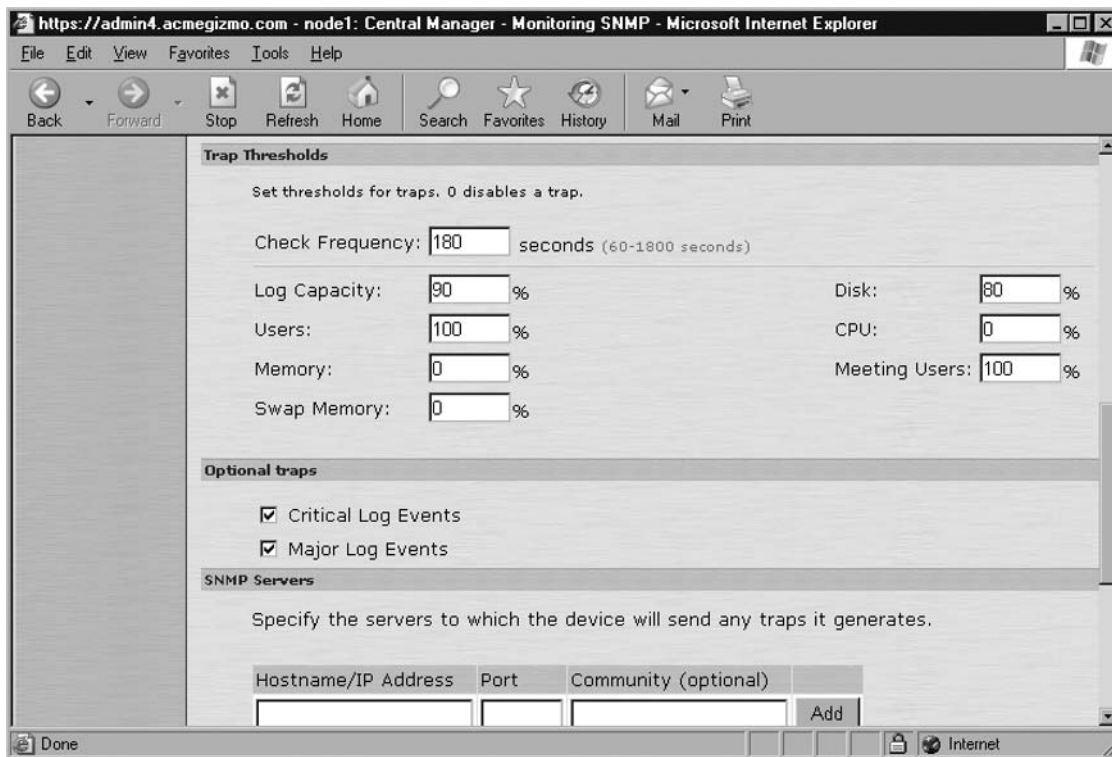 https://admin4.acmegizmo.com - node1: Central Manager - Monitoring SNMP - Microsoft Internet Explorer
File Edit View Favorites Tools Help
Back Forward Stop Refresh Home Search Favorites History Mail Print
Trap Thresholds
Set thresholds for traps. 0 disables a trap.
Check Frequency: 180 seconds (60-1800 seconds)
Log Capacity: 90 % Disk: 80 %
Users: 100 % CPU: 0 %
Memory: 0 % Meeting Users: 100 %
Swap Memory: 0 %
Optional traps
Critical Log Events
Major Log Events
SNMP Servers
Specify the servers to which the device will send any traps it generates.
Hostname/IP Address Port Community (optional)
Add
Done Internet